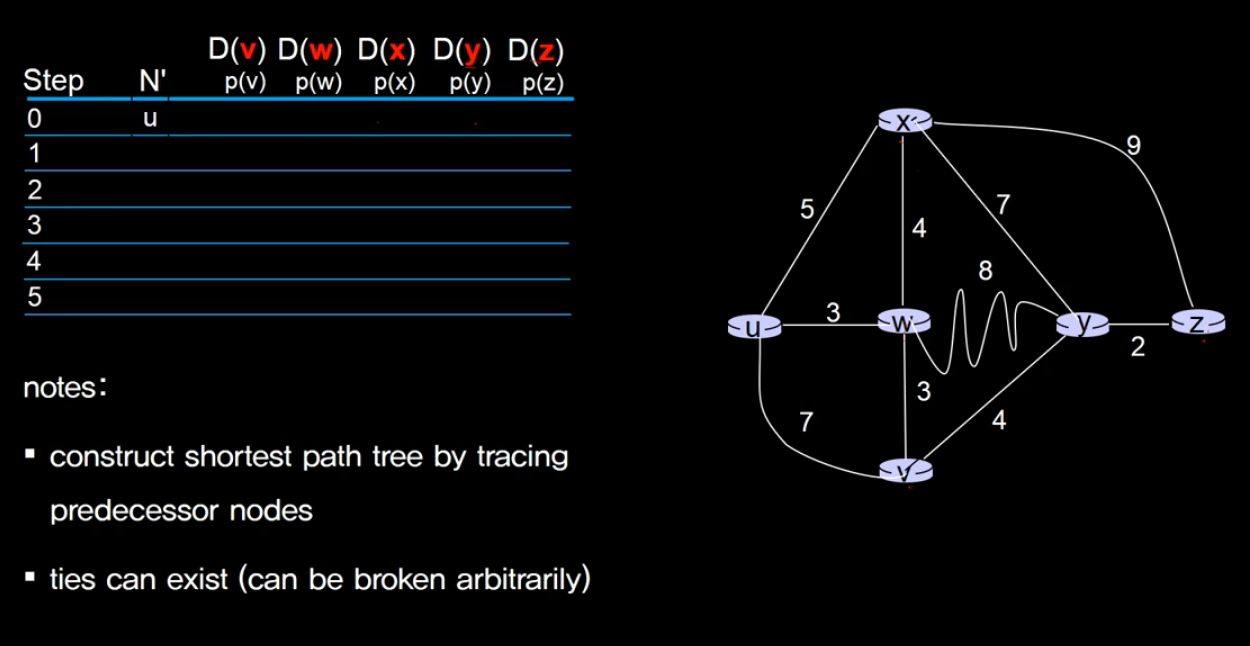 D(v) D(w) D(x) D(y) D(z)
Step N' p(v) p(w) p(x) p(y) p(z)
0 u
1
2
3
4
5
notes:
▪ construct shortest path tree by tracing
predecessor nodes
▪ ties can exist (can be broken arbitrarily)
x
9
5
7
4
8
u
3
w
y
z
2
3
7
4
v